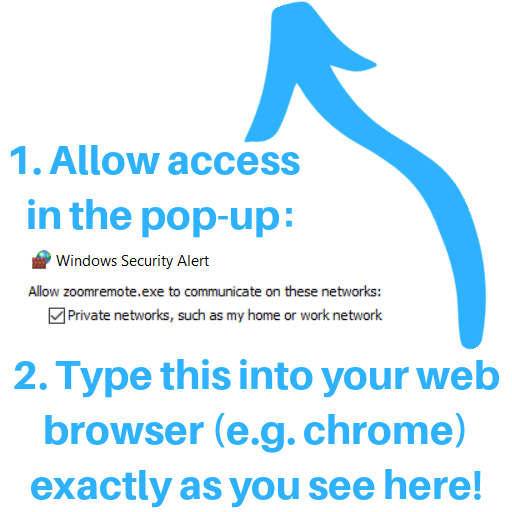 1. Allow access
in the pop-up:
Windows Security Alert
Allow zoomremote.exe to communicate on these networks:
Private networks, such as my home or work network
2. Type this into your web
browser (e.g. chrome)
exactly as you see here!